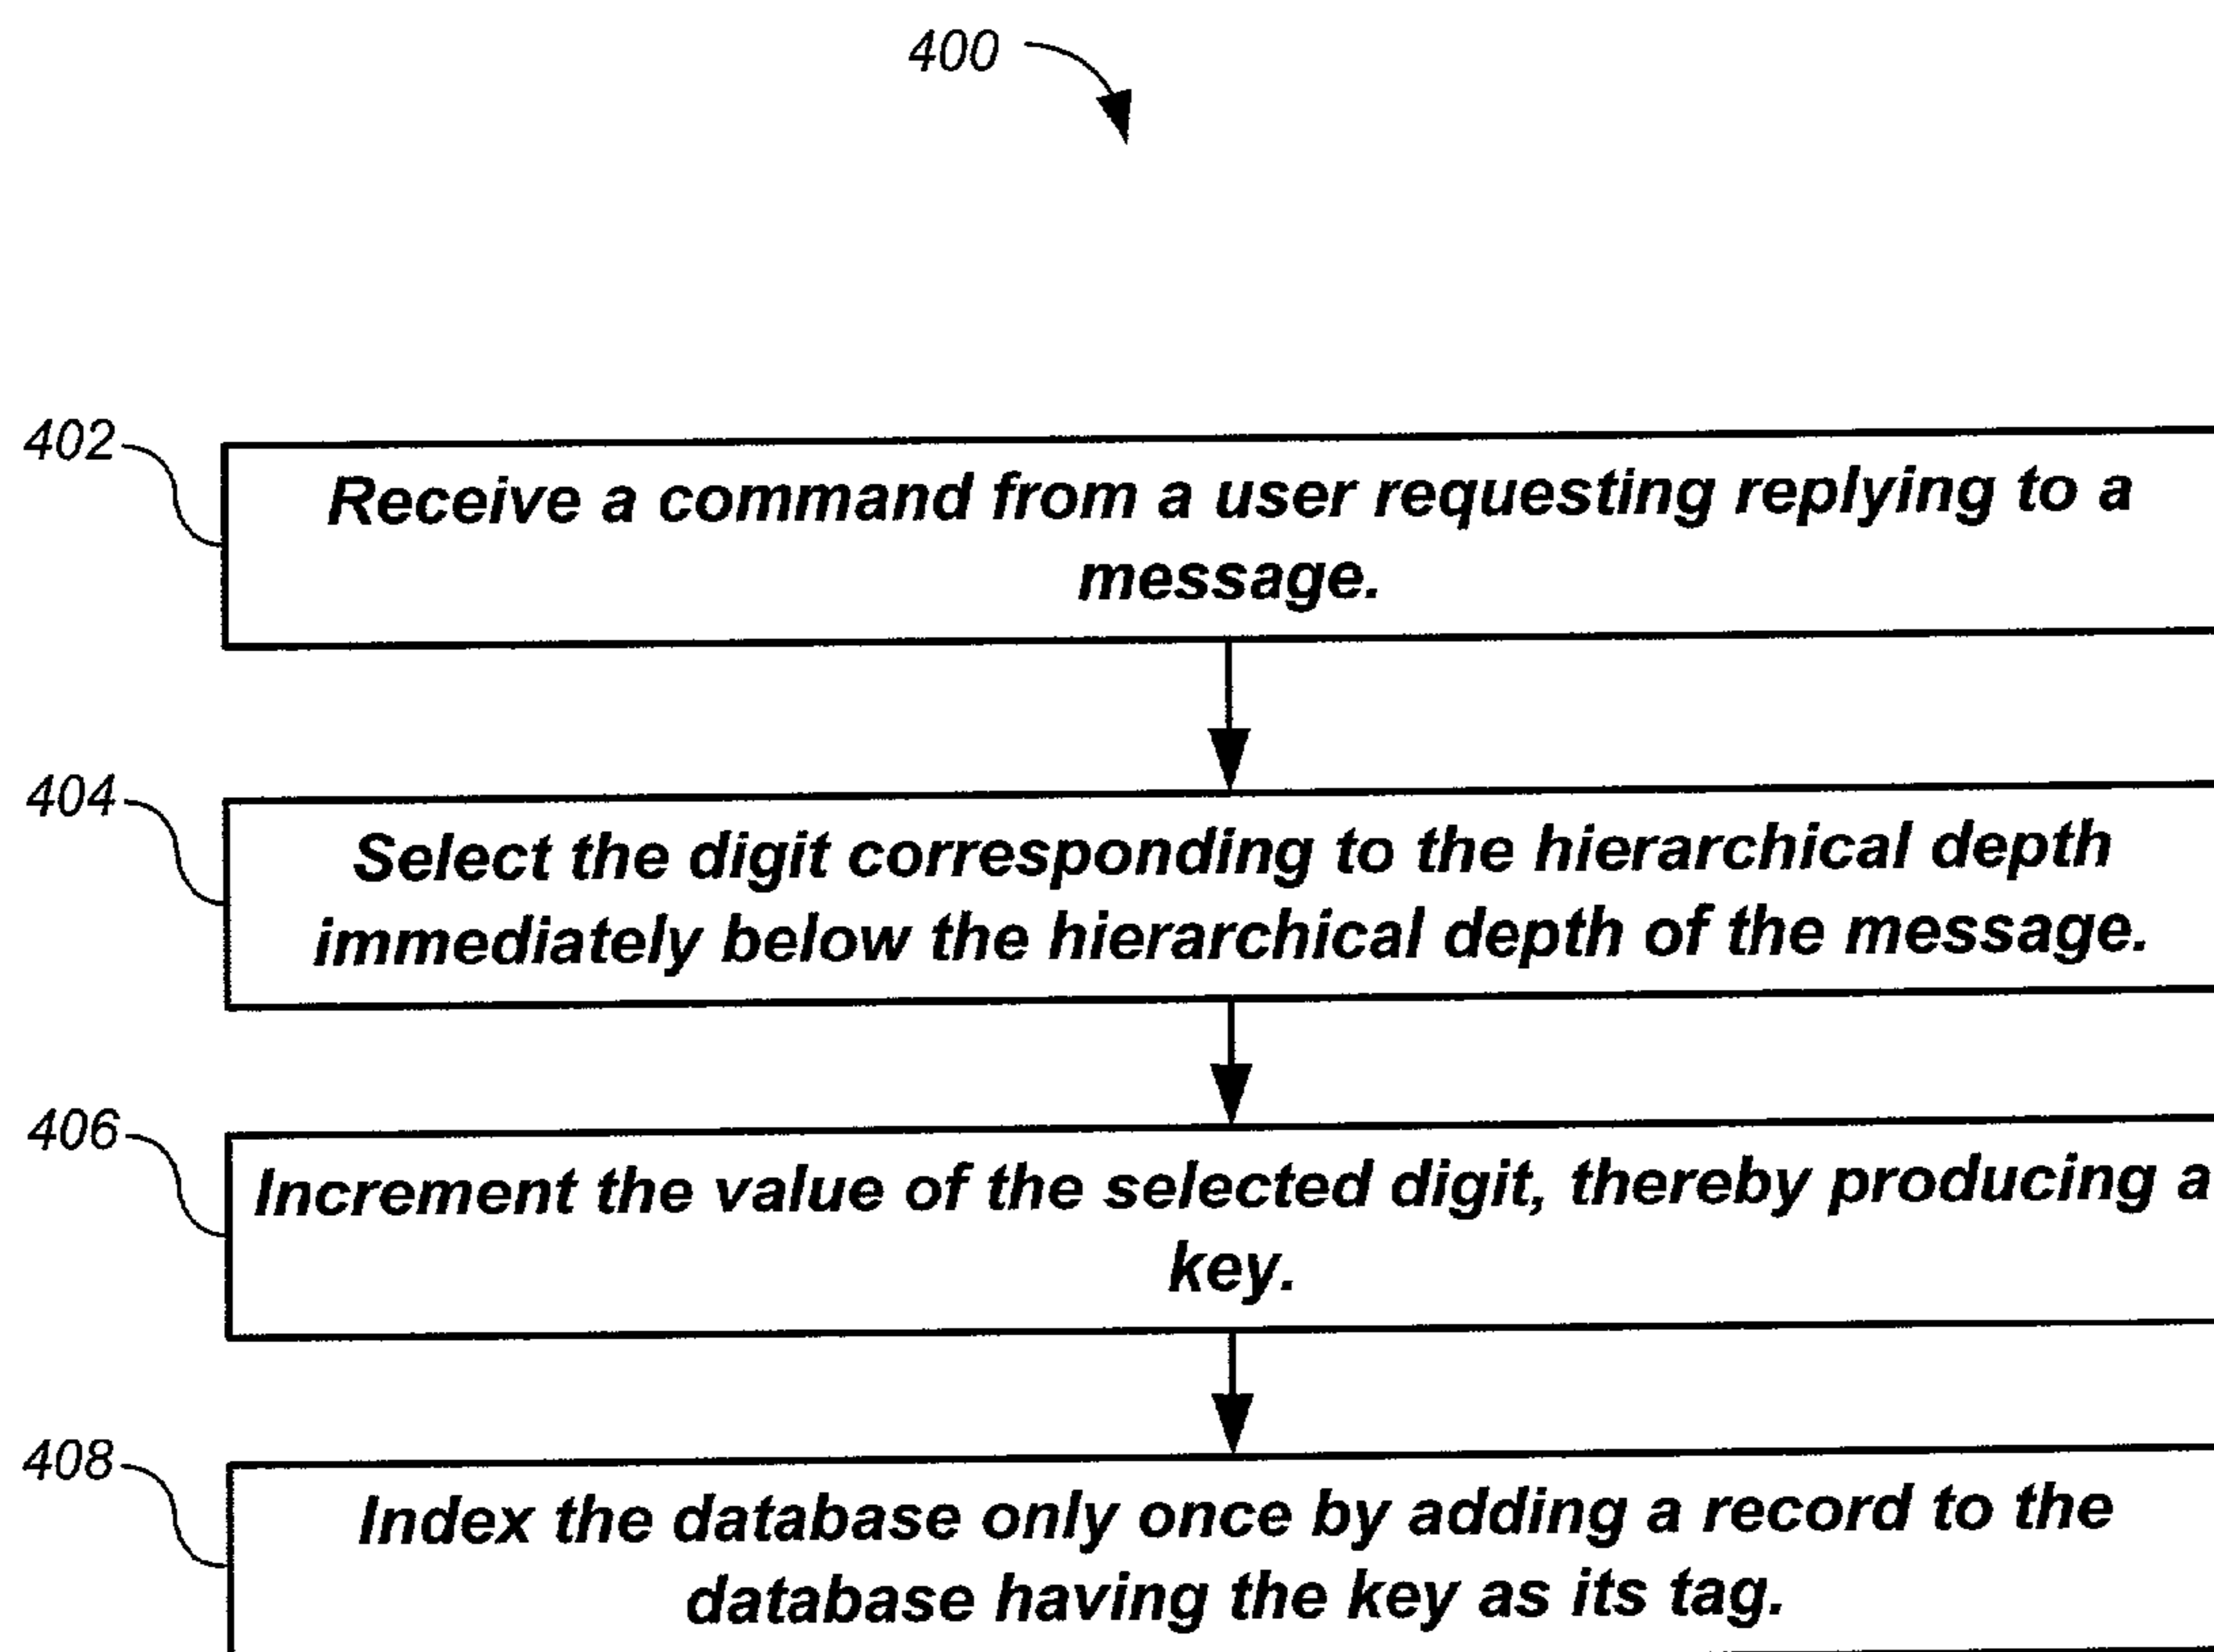 400
402
Receive a command from a user requesting replying to a
message.
404
Select the digit corresponding to the hierarchical depth
immediately below the hierarchical depth of the message.
406
Increment the value of the selected digit, thereby producing a
key.
408
Index the database only once by adding a record to the
database having the key as its tag.